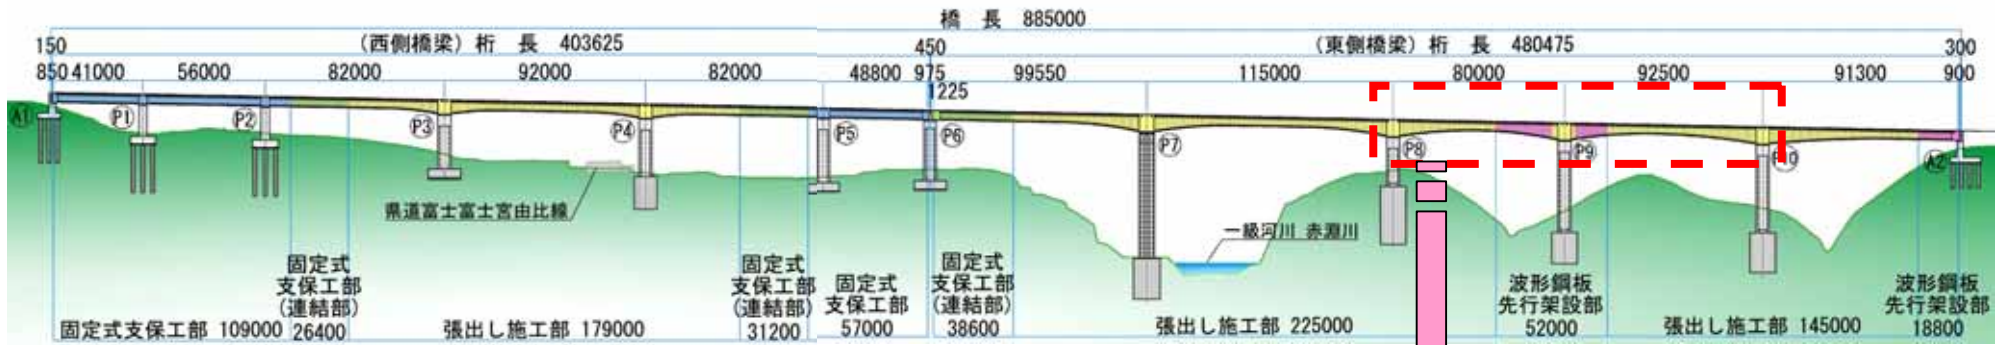 橋　長　885000
150
(西側橋梁) 桁　長　403625
450
(東側橋梁) 桁　長　480475
300
850 41000 56000 82000 92000 82000 48800 975 99550 115000 80000 92500 91300 900
1225
A1 P1 P2 P3 P4 P5 P6 P7 P8 P9 P10 A2
県道富士富士宮由比線
一級河川 赤淵川
固定式
支保工部
(連結部)
26400
固定式
支保工部
(連結部)
31200
固定式
支保工部
57000
固定式
支保工部
(連結部)
38600
波形鋼板
先行架設部
52000
波形鋼板
先行架設部
18800
固定式支保工部 109000
張出し施工部 179000
張出し施工部 225000
張出し施工部 145000